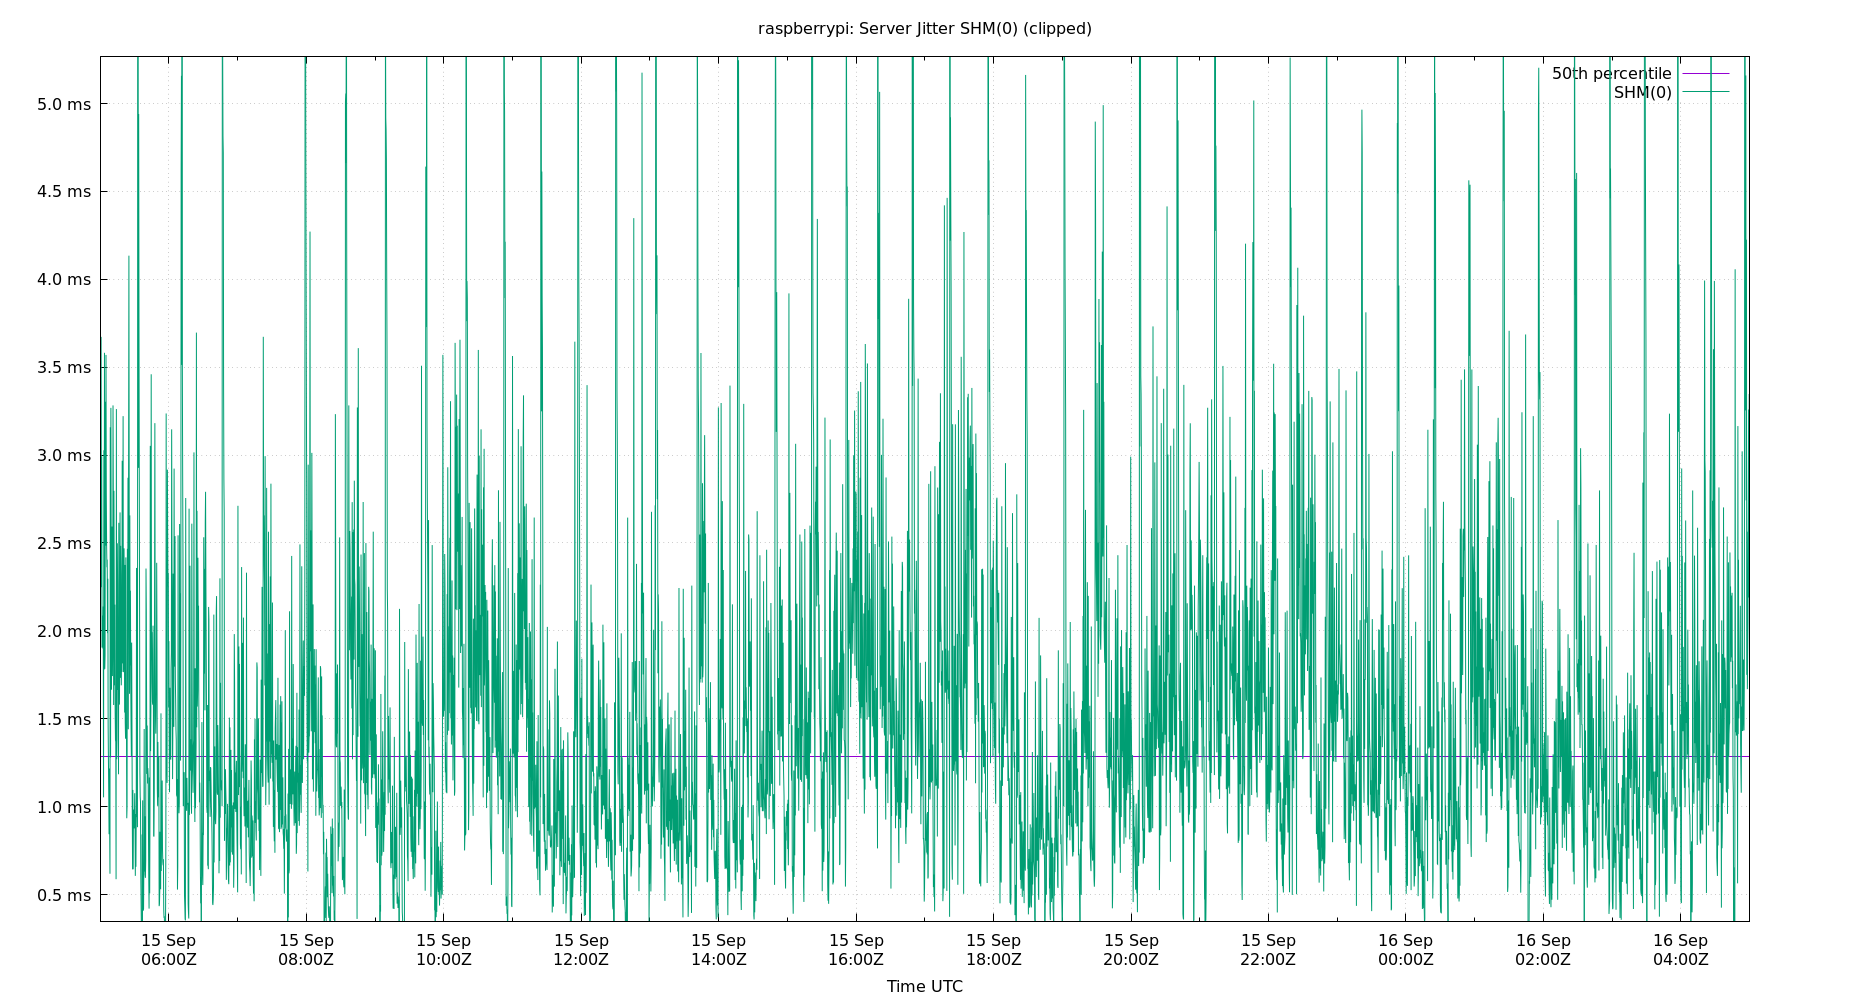 raspberrypi: Server Jitter SHM(0) (clipped)
50th percentile
SHM(0)
5.0 ms
4.5 ms
4.0 ms
3.5 ms
3.0 ms
2.5 ms
2.0 ms
1.5 ms
1.0 ms
0.5 ms
15 Sep 15 Sep 15 Sep 15 Sep 15 Sep 15 Sep 15 Sep 15 Sep 15 Sep 16 Sep 16 Sep 16 Sep
06:00Z 08:00Z 10:00Z 12:00Z 14:00Z 16:00Z 18:00Z 20:00Z 22:00Z 00:00Z 02:00Z 04:00Z
Time UTC